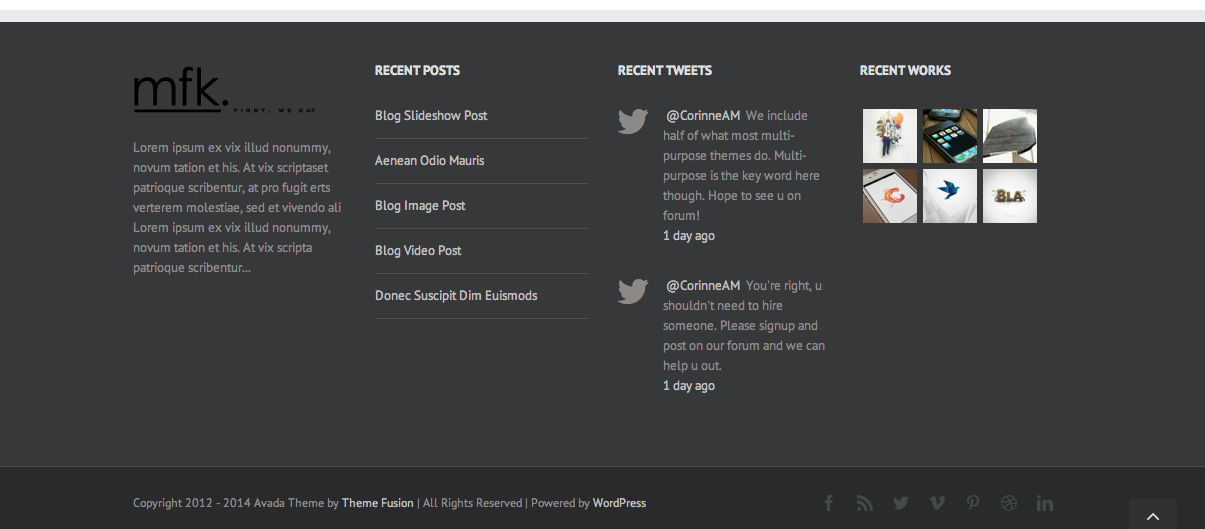 mfk.
FIRST, WE EAT
Lorem ipsum ex vix illud nonummy,
novum tation et his. At vix scriptaset
patrioque scribentur, at pro fugit erts
verterem molestiae, sed et vivendo ali
Lorem ipsum ex vix illud nonummy,
novum tation et his. At vix scripta
patrioque scribentur...
RECENT POSTS
Blog Slideshow Post
Aenean Odio Mauris
Blog Image Post
Blog Video Post
Donec Suscipit Dim Euismods
RECENT TWEETS
@CorinneAM We include
half of what most multi-
purpose themes do. Multi-
purpose is the key word here
though. Hope to see u on
forum!
1 day ago
@CorinneAM You're right, u
shouldn't need to hire
someone. Please signup and
post on our forum and we can
help u out.
1 day ago
RECENT WORKS
BLA
Copyright 2012 - 2014 Avada Theme by Theme Fusion | All Rights Reserved | Powered by WordPress